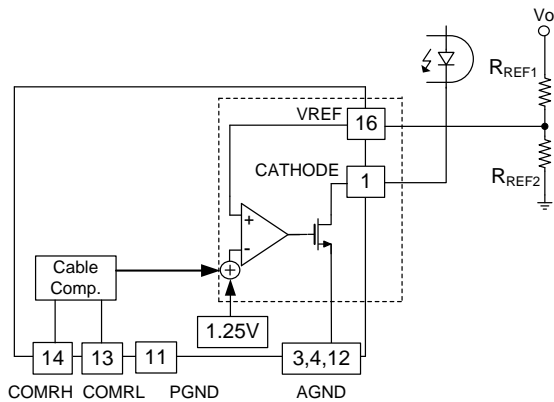 Vo
RREF1
VREF
16
CATHODE
1
RREF2
+
-
Cable
Comp.
+
1.25V
14
13
11
3,4,12
COMRH
COMRL
PGND
AGND